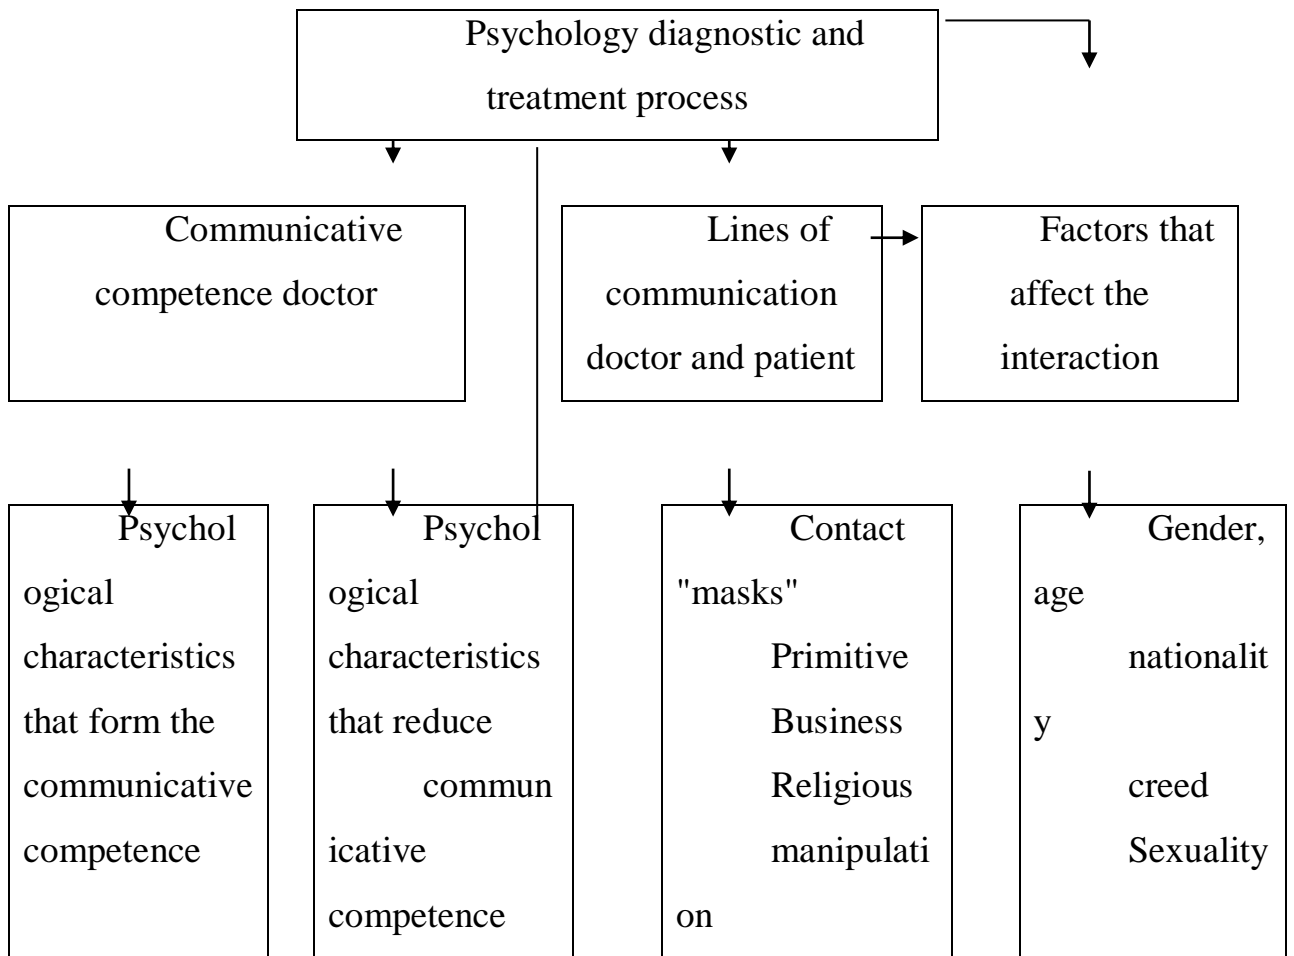 Psychology diagnostic and
treatment process
Communicative
competence doctor
Lines of
communication
doctor and patient
Factors that
affect the
interaction
Psychol
ogical
characteristics
that form the
communicative
competence
Psychol
ogical
characteristics
that reduce
commun
icative
competence
Contact
"masks"
Primitive
Business
Religious
manipulati
on
Gender,
age
nationalit
y
creed
Sexuality